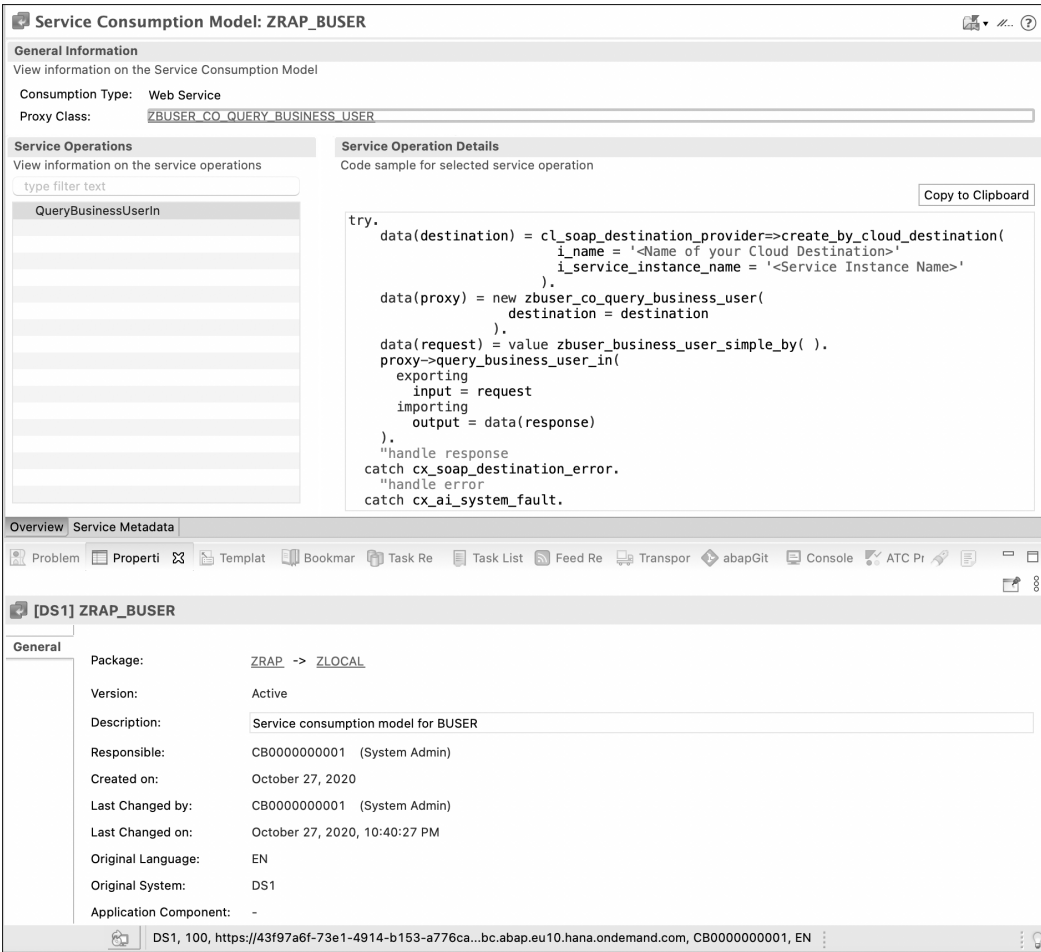 Service Consumption Model: ZRAP_BUSER
General Information
View information on the Service Consumption Model
Consumption Type: Web Service
Proxy Class: ZBUSER_CO_QUERY_BUSINESS_USER
Service Operations
View information on the service operations
type filter text
QueryBusinessUserIn
Service Operation Details
Code sample for selected service operation
Copy to Clipboard
try.
data(destination) = cl_soap_destination_provider=>create_by_cloud_destination(
i_name = '<Name of your Cloud Destination>'
i_service_instance_name = '<Service Instance Name>'
).
data(proxy) = new zbuser_co_query_business_user(
destination = destination
).
data(request) = value zbuser_business_user_simple_by( ).
proxy->query_business_user_in(
exporting
input = request
importing
output = data(response)
).
"handle response
catch cx_soap_destination_error.
"handle error
catch cx_ai_system_fault.
Overview Service Metadata
Problem Properti Templat Bookmar Task Re Task List Feed Re Transpor abapGit Console ATC Pr
[DS1] ZRAP_BUSER
General
Package: ZRAP -> ZLOCAL
Version: Active
Description: Service consumption model for BUSER
Responsible: CB0000000001 (System Admin)
Created on: October 27, 2020
Last Changed by: CB0000000001 (System Admin)
Last Changed on: October 27, 2020, 10:40:27 PM
Original Language: EN
Original System: DS1
Application Component: -
DS1, 100, https://43f97a6f-73e1-4914-b153-a776ca...bc.abap.eu10.hana.ondemand.com, CB0000000001, EN